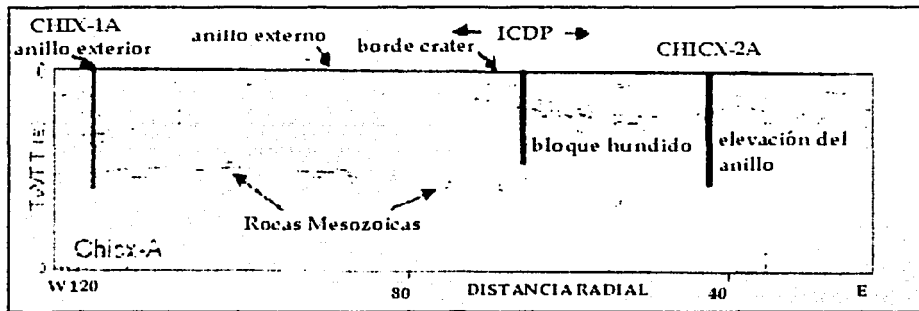 CHIX-1A
anillo exterior
anillo externo
borde crater
ICDP
CHICX-2A
bloque hundido
elevación del
anillo
Rocas Mesozoicas
Chicx-A
W 120
80
DISTANCIA RADIAL
40
E